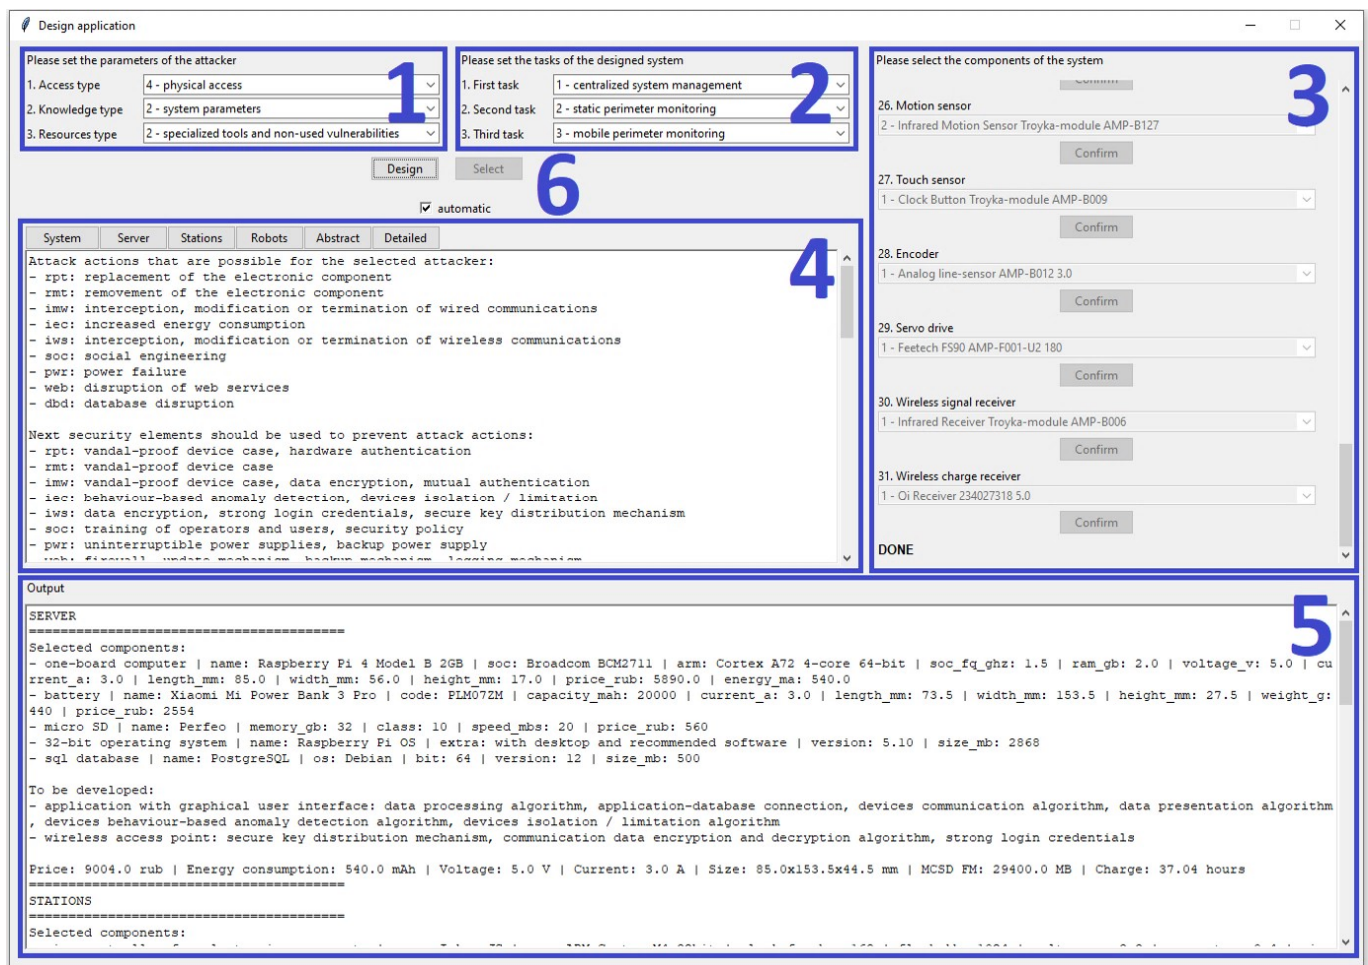 Design application
Please set the parameters of the attacker
1. Access type
4 - physical access
2. Knowledge type
2 - system parameters
3. Resources type
2 - specialized tools and non-used vulnerabilities
1
Please set the tasks of the designed system
1. First task
1 - centralized system management
2. Second task
2 - static perimeter monitoring
3. Third task
3 - mobile perimeter monitoring
2
Design
Select
automatic
6
Please select the components of the system
Confirm
26. Motion sensor
2 - Infrared Motion Sensor Troyka-module AMP-B127
Confirm
27. Touch sensor
1 - Clock Button Troyka-module AMP-B009
Confirm
28. Encoder
1 - Analog line-sensor AMP-B012 3.0
Confirm
29. Servo drive
1 - Feetech FS90 AMP-F001-U2 180
Confirm
30. Wireless signal receiver
1 - Infrared Receiver Troyka-module AMP-B006
Confirm
31. Wireless charge receiver
1 - Oi Receiver 234027318 5.0
Confirm
DONE
3
System Server Stations Robots Abstract Detailed
Attack actions that are possible for the selected attacker:
- rpt: replacement of the electronic component
- rmt: removement of the electronic component
- imw: interception, modification or termination of wired communications
- iec: increased energy consumption
- iws: interception, modification or termination of wireless communications
- soc: social engineering
- pwr: power failure
- web: disruption of web services
- dbd: database disruption
Next security elements should be used to prevent attack actions:
- rpt: vandal-proof device case, hardware authentication
- rmt: vandal-proof device case
- imw: vandal-proof device case, data encryption, mutual authentication
- iec: behaviour-based anomaly detection, devices isolation / limitation
- iws: data encryption, strong login credentials, secure key distribution mechanism
- soc: training of operators and users, security policy
- pwr: uninterruptible power supplies, backup power supply
- web: firewall, update mechanism, backup mechanism, logging mechanism
4
Output
SERVER
========================================
Selected components:
- one-board computer | name: Raspberry Pi 4 Model B 2GB | soc: Broadcom BCM2711 | arm: Cortex A72 4-core 64-bit | soc_fq_ghz: 1.5 | ram_gb: 2.0 | voltage_v: 5.0 | cu
rrent_a: 3.0 | length_mm: 85.0 | width_mm: 56.0 | height_mm: 17.0 | price_rub: 5890.0 | energy_ma: 540.0
- battery | name: Xiaomi Mi Power Bank 3 Pro | code: PLM07ZM | capacity_mah: 20000 | current_a: 3.0 | length_mm: 73.5 | width_mm: 153.5 | height_mm: 27.5 | weight_g:
440 | price_rub: 2554
- micro SD | name: Perfeo | memory_gb: 32 | class: 10 | speed_mbs: 20 | price_rub: 560
- 32-bit operating system | name: Raspberry Pi OS | extra: with desktop and recommended software | version: 5.10 | size_mb: 2868
- sql database | name: PostgreSQL | os: Debian | bit: 64 | version: 12 | size_mb: 500
To be developed:
- application with graphical user interface: data processing algorithm, application-database connection, devices communication algorithm, data presentation algorithm
, devices behaviour-based anomaly detection algorithm, devices isolation / limitation algorithm
- wireless access point: secure key distribution mechanism, communication data encryption and decryption algorithm, strong login credentials
Price: 9004.0 rub | Energy consumption: 540.0 mAh | Voltage: 5.0 V | Current: 3.0 A | Size: 85.0x153.5x44.5 mm | MCSD FM: 29400.0 MB | Charge: 37.04 hours
========================================
STATIONS
========================================
Selected components:
5